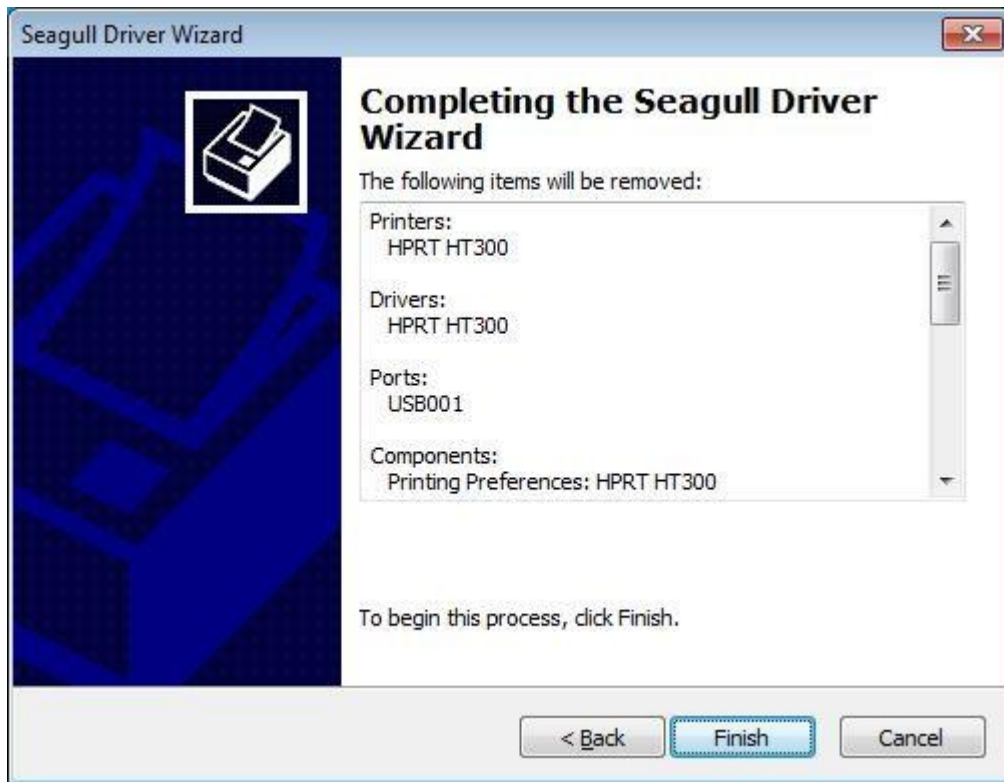 Seagull Driver Wizard
Completing the Seagull Driver
Wizard
The following items will be removed:
Printers:
HPRT HT300
Drivers:
HPRT HT300
Ports:
USB001
Components:
Printing Preferences: HPRT HT300
To begin this process, click Finish.
< Back
Finish
Cancel